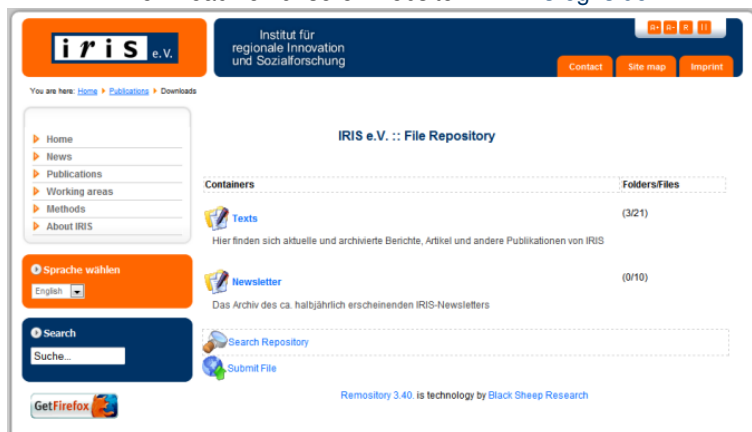 iris e.V.
Institut für
regionale Innovation
und Sozialforschung
A+ A- R
Contact Site map Imprint
You are here: Home Publications Downloads
Home
News
Publications
Working areas
Methods
About IRIS
IRIS e.V. :: File Repository
Containers Folders/Files
Texts (3/21)
Hier finden sich aktuelle und archivierte Berichte, Artikel und andere Publikationen von IRIS
Newsletter (0/10)
Das Archiv des ca. halbjährlich erscheinenden IRIS-Newsletters
Search Repository
Submit File
Remository 3.40. is technology by Black Sheep Research
Sprache wählen
English
Search
Suche...
GetFirefox